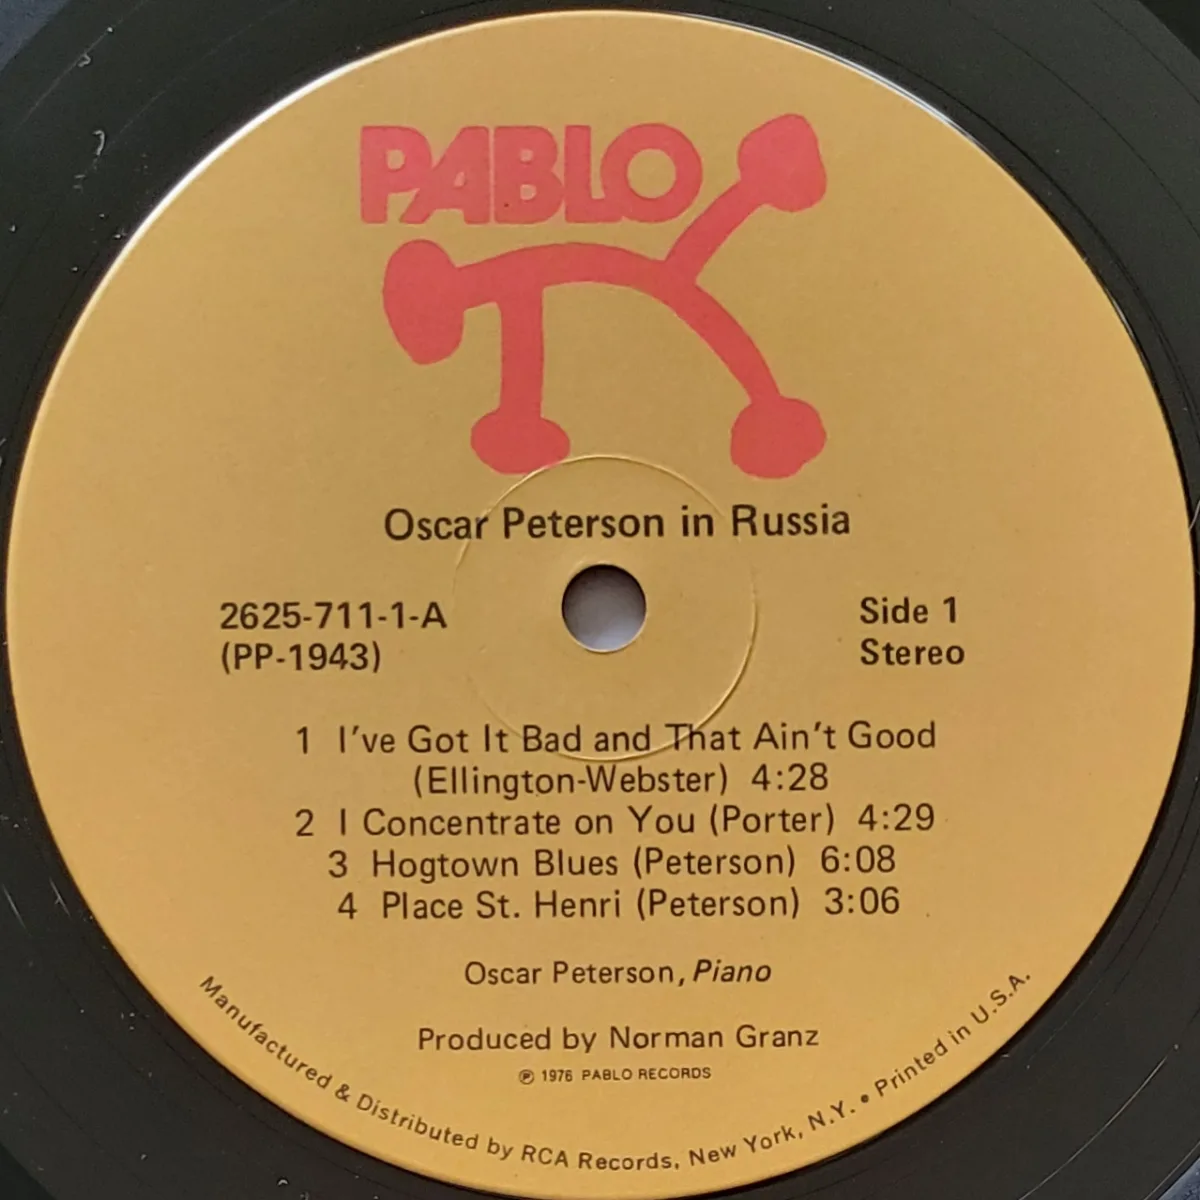 PABLO
Oscar Peterson in Russia
2625-711-1-A
(PP-1943)
Side 1
Stereo
1 I've Got It Bad and That Ain't Good
(Ellington-Webster) 4:28
2 I Concentrate on You (Porter) 4:29
3 Hogtown Blues (Peterson) 6:08
4 Place St. Henri (Peterson) 3:06
Oscar Peterson, Piano
Produced by Norman Granz
℗ 1976 PABLO RECORDS
Manufactured & Distributed by RCA Records, New York, N.Y. • Printed in U.S.A.